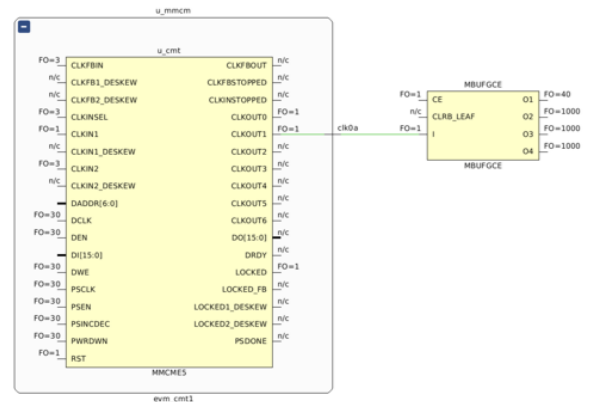 u_mmcm
u_cmt
FO=3 CLKFBIN CLKFBOUT n/c
n/c CLKFB1_DESKEW CLKFBSTOPPED n/c
n/c CLKFB2_DESKEW CLKINSTOPPED n/c
FO=3 CLKINSEL CLKOUT0 FO=1
FO=1 CLKIN1 CLKOUT1 FO=1 clk0a
n/c CLKIN1_DESKEW CLKOUT2 n/c
FO=3 CLKIN2 CLKOUT3 n/c
n/c CLKIN2_DESKEW CLKOUT4 n/c
DADDR[6:0] CLKOUT5 n/c
FO=30 DCLK CLKOUT6 n/c
FO=30 DEN DO[15:0] n/c
DI[15:0] DRDY n/c
FO=30 DWE LOCKED FO=1
FO=30 PSCLK LOCKED_FB n/c
FO=30 PSEN LOCKED1_DESKEW n/c
FO=30 PSINCDEC LOCKED2_DESKEW n/c
FO=30 PWRDWN PSDONE n/c
FO=1 RST
MMCME5
evm_cmt1
MBUFGCE
FO=1 CE O1 FO=40
n/c CLRB_LEAF O2 FO=1000
FO=1 I O3 FO=1000
O4 FO=1000
MBUFGCE